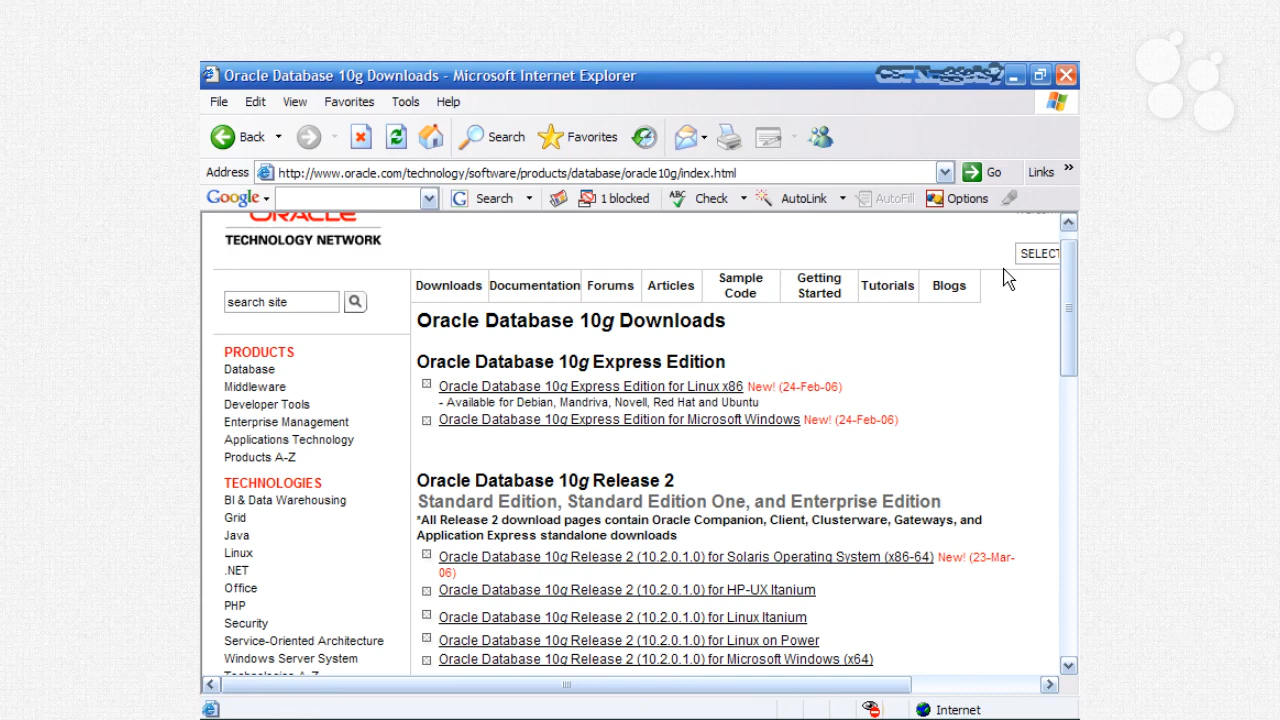 Oracle Database 10g Downloads - Microsoft Internet Explorer
File Edit View Favorites Tools Help
Back Search Favorites
Address http://www.oracle.com/technology/software/products/database/oracle10g/index.html Go Links »
Google Search 1 blocked ABC Check AutoLink AutoFill Options
ORACLE
TECHNOLOGY NETWORK
SELECT
Downloads Documentation Forums Articles Sample Code Getting Started Tutorials Blogs
search site
PRODUCTS
Database
Middleware
Developer Tools
Enterprise Management
Applications Technology
Products A-Z
TECHNOLOGIES
BI & Data Warehousing
Grid
Java
Linux
.NET
Office
PHP
Security
Service-Oriented Architecture
Windows Server System
Technologies A-Z
Oracle Database 10g Downloads
Oracle Database 10g Express Edition
Oracle Database 10g Express Edition for Linux x86 New! (24-Feb-06)
- Available for Debian, Mandriva, Novell, Red Hat and Ubuntu
Oracle Database 10g Express Edition for Microsoft Windows New! (24-Feb-06)
Oracle Database 10g Release 2
Standard Edition, Standard Edition One, and Enterprise Edition
*All Release 2 download pages contain Oracle Companion, Client, Clusterware, Gateways, and
Application Express standalone downloads
Oracle Database 10g Release 2 (10.2.0.1.0) for Solaris Operating System (x86-64) New! (23-Mar-
06)
Oracle Database 10g Release 2 (10.2.0.1.0) for HP-UX Itanium
Oracle Database 10g Release 2 (10.2.0.1.0) for Linux Itanium
Oracle Database 10g Release 2 (10.2.0.1.0) for Linux on Power
Oracle Database 10g Release 2 (10.2.0.1.0) for Microsoft Windows (x64)
Internet